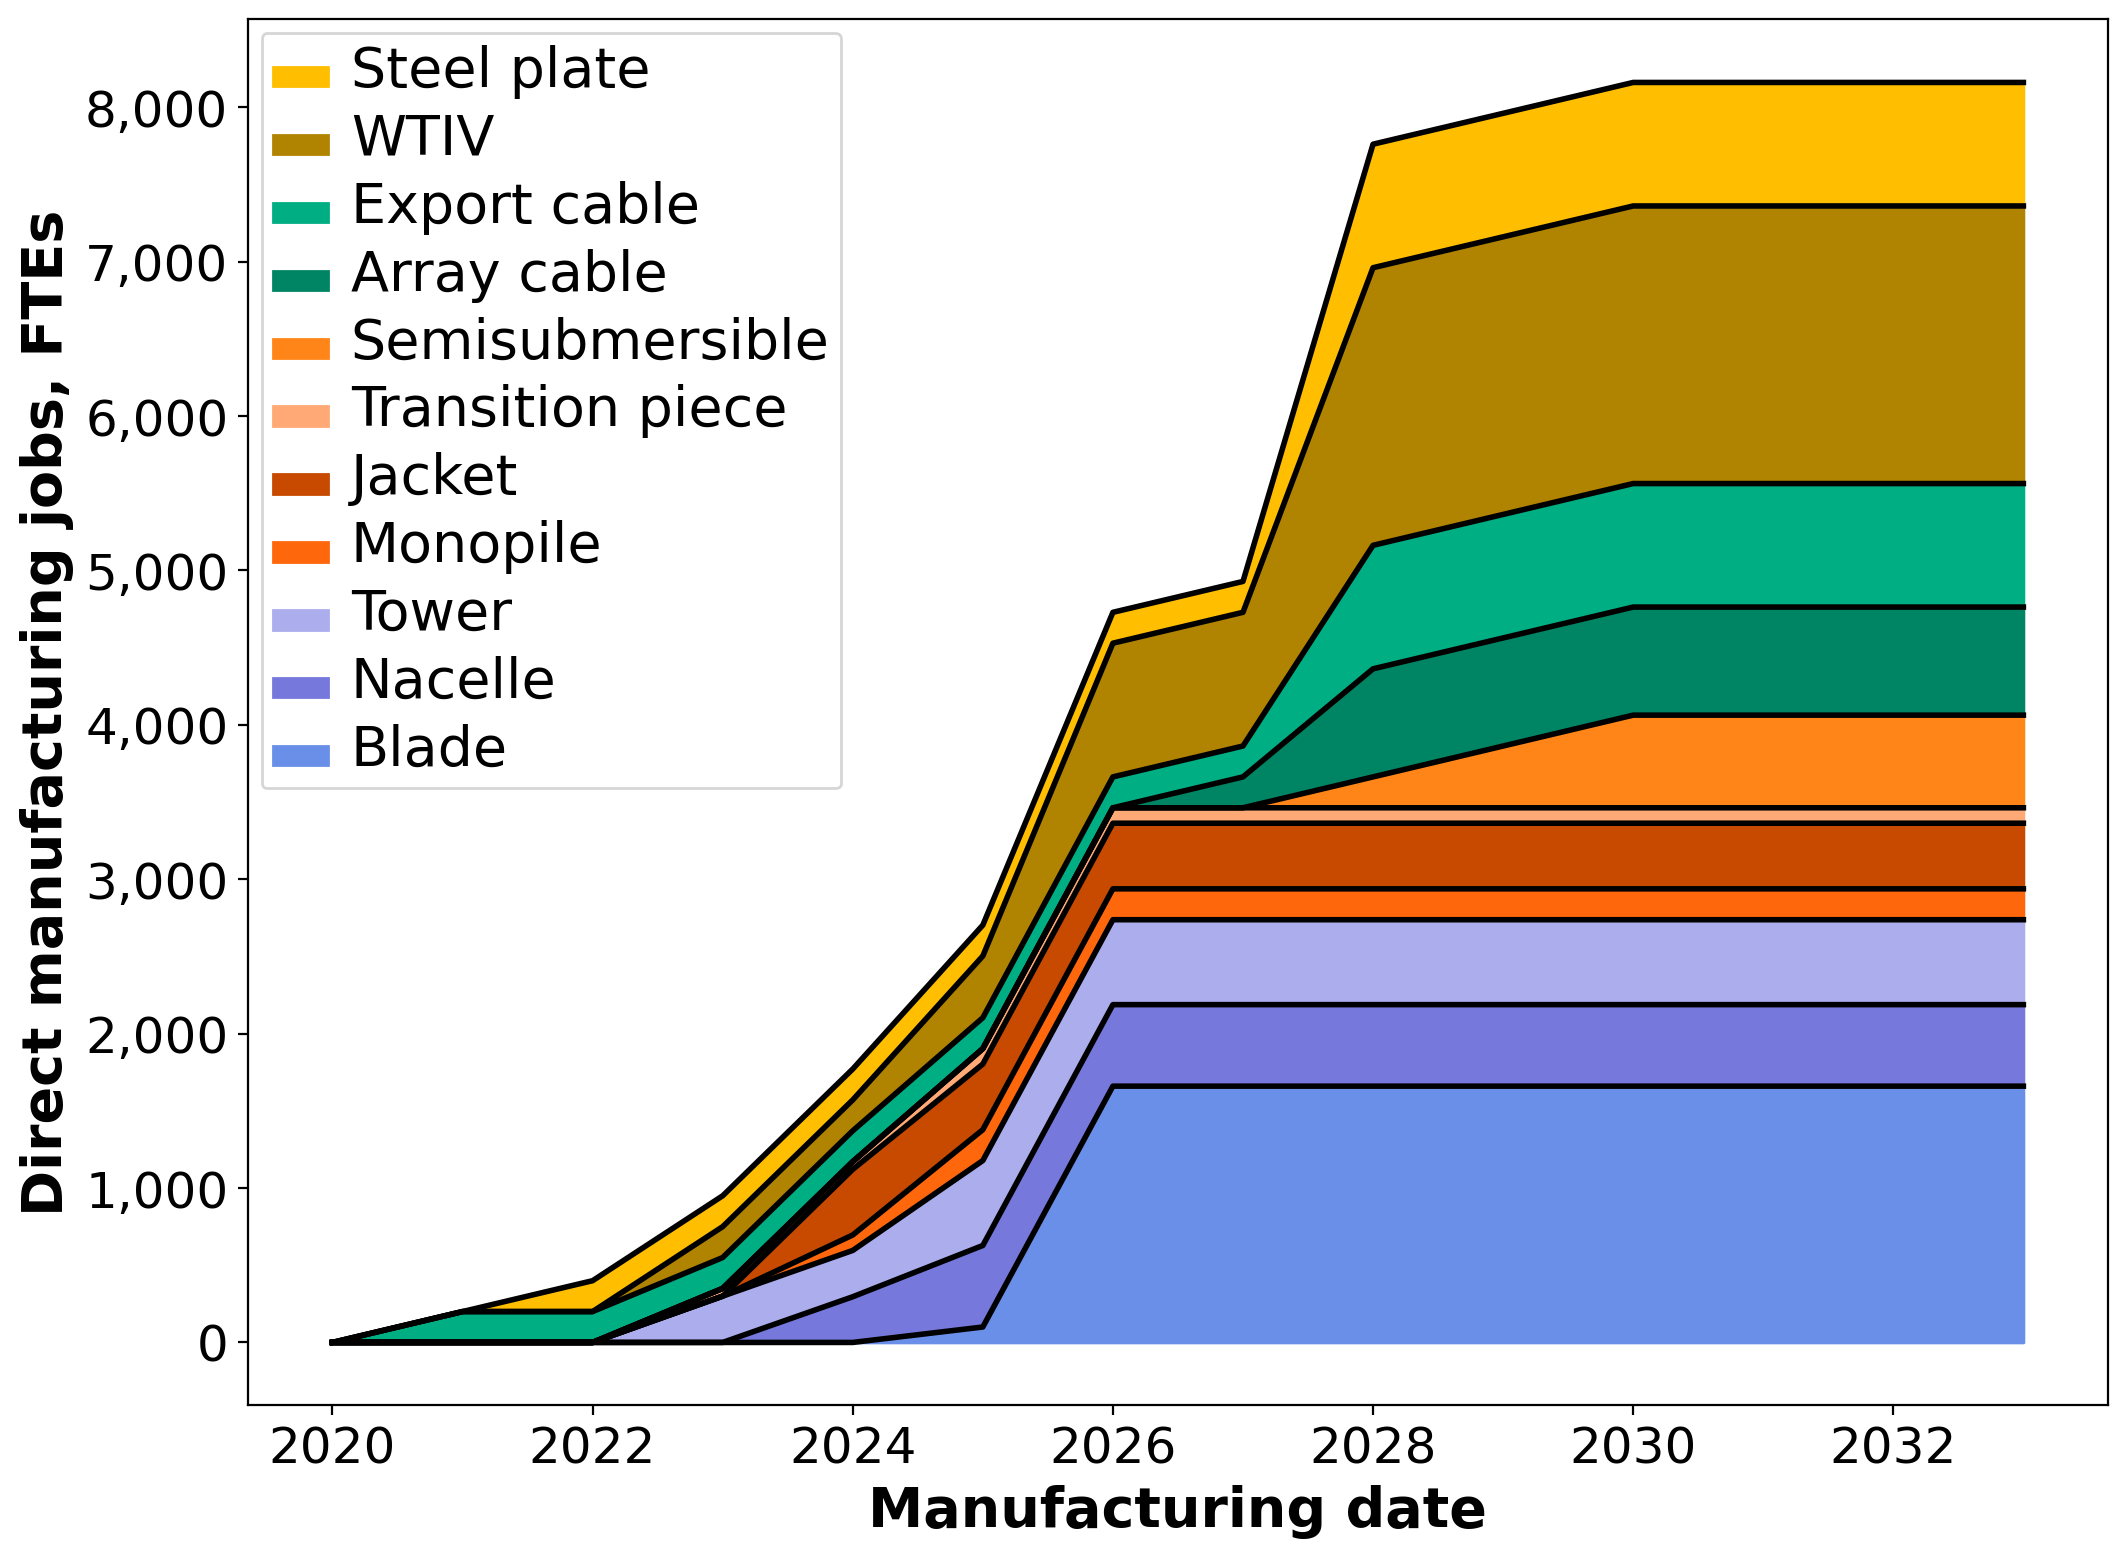 Steel plate
WTIV
Export cable
Array cable
Semisubmersible
Transition piece
Jacket
Monopile
Tower
Nacelle
Blade
Direct manufacturing jobs, FTEs
8,000
7,000
6,000
5,000
4,000
3,000
2,000
1,000
0
2020 2022 2024 2026 2028 2030 2032
Manufacturing date